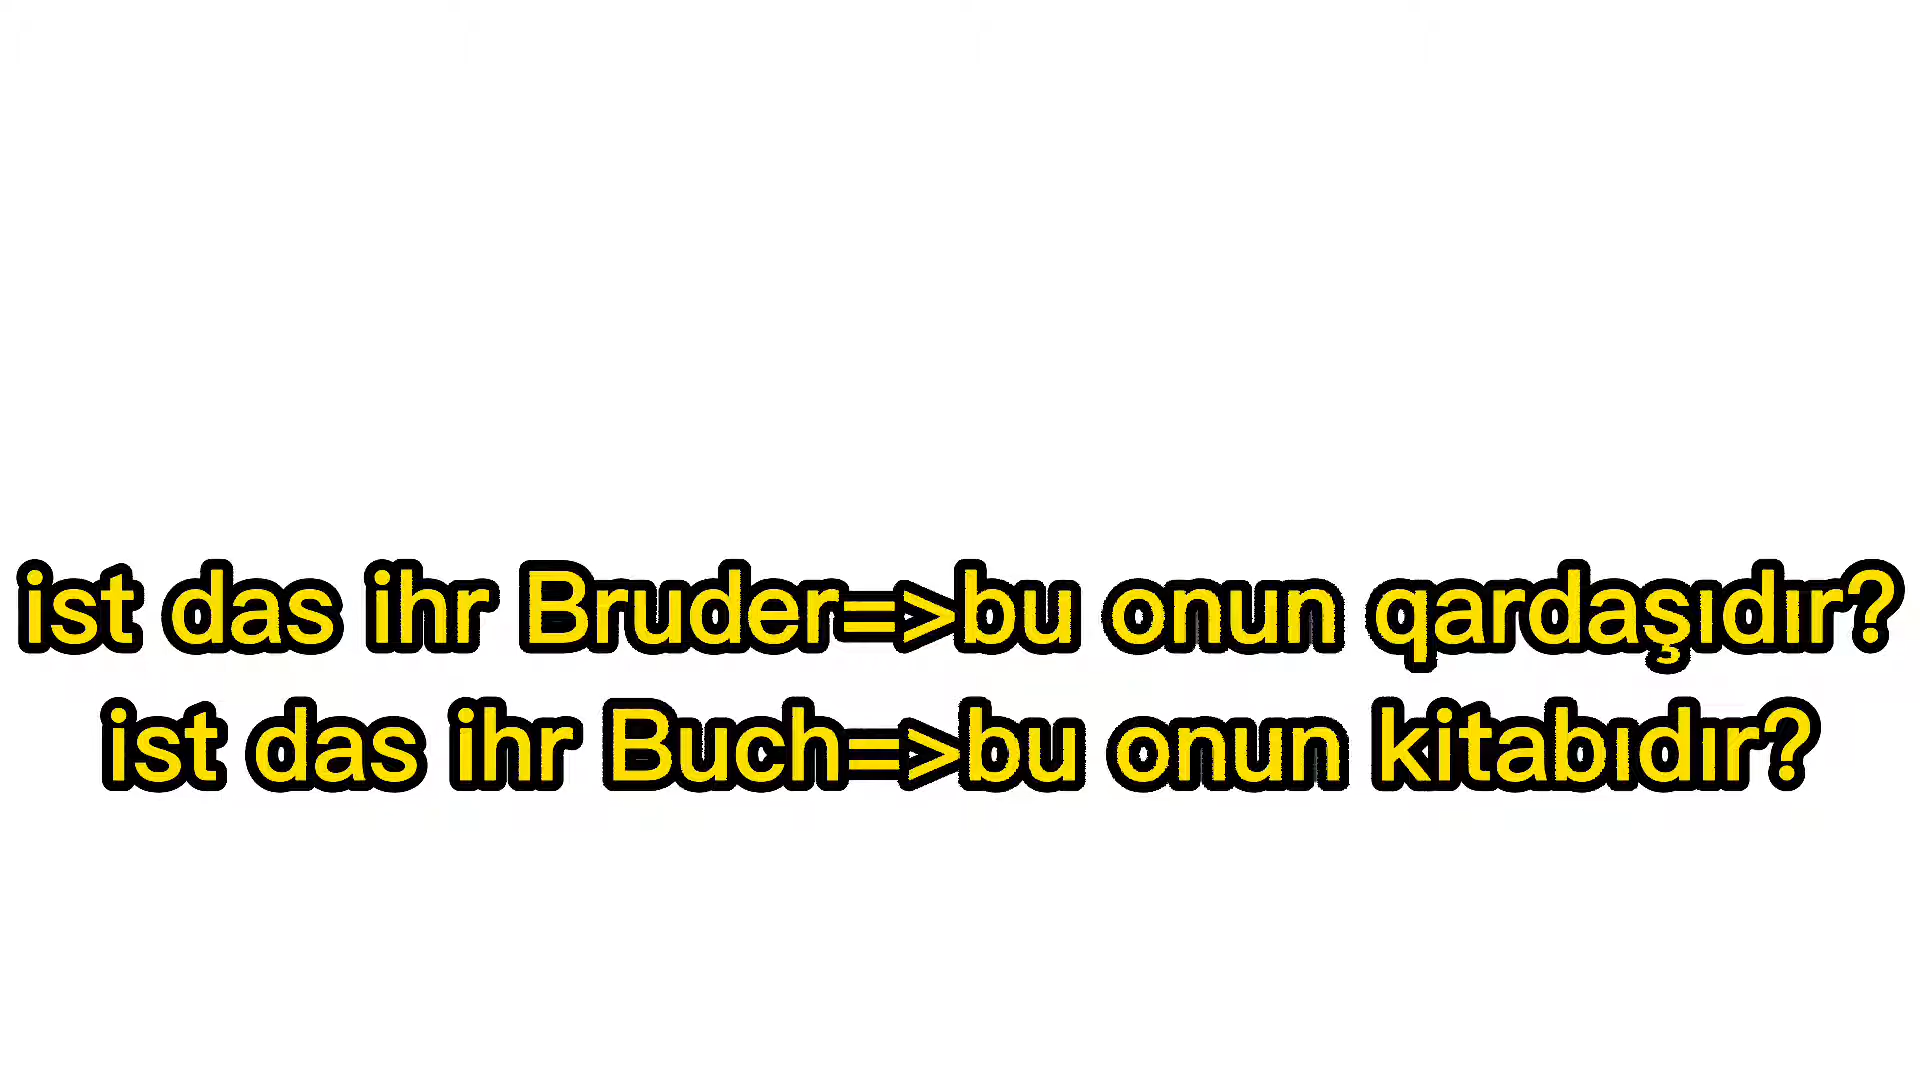 ist das ihr Bruder=>bu onun qardaşıdır?
ist das ihr Buch=>bu onun kitabıdır?